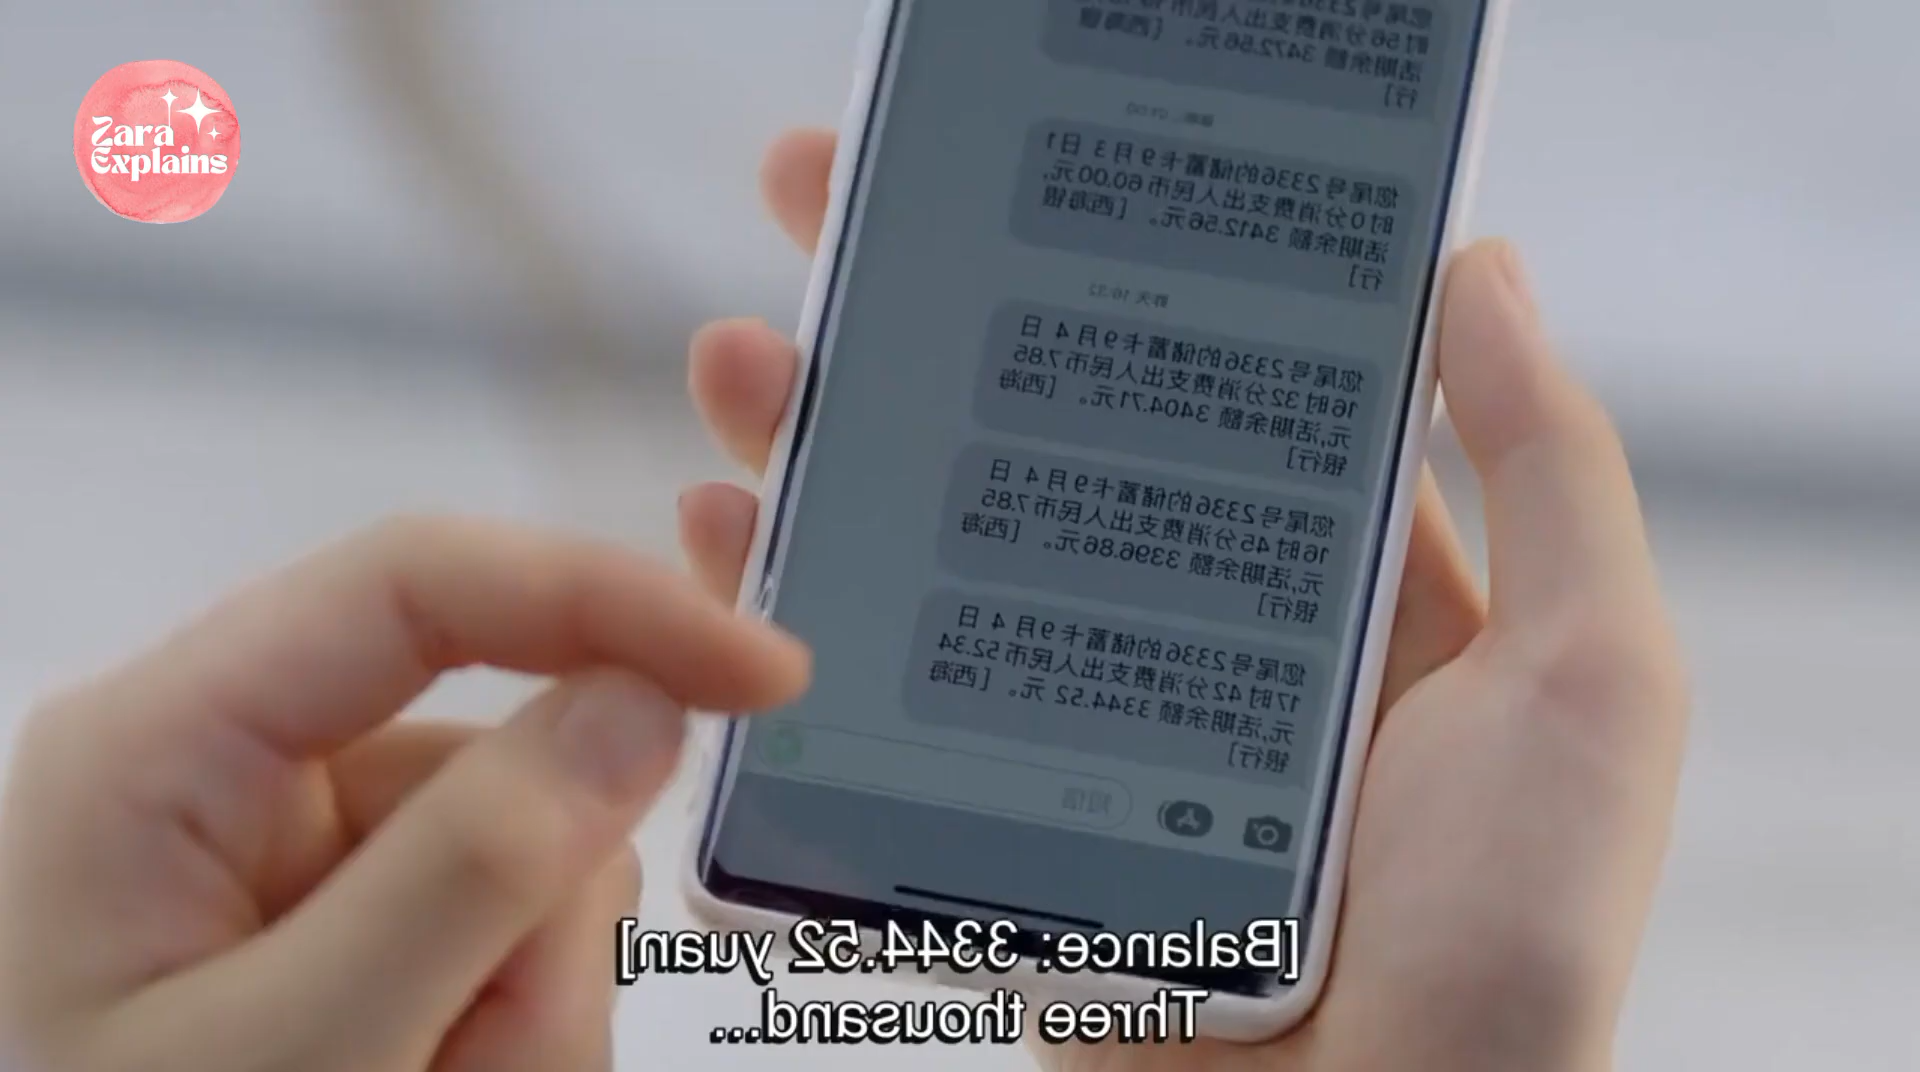 Zara
Explains
时56分消费支出人民币
活期余额 3472.56元。[西海银
行]
01:00
您尾号2336的储蓄卡9月3日1
时0分消费支出人民币60.00元,
活期余额 3412.56元。[西海银
行]
昨天 16:32
您尾号2336的储蓄卡9月4日
16时32分消费支出人民币7.85
元,活期余额 3404.71元。[西海
银行]
您尾号2336的储蓄卡9月4日
16时45分消费支出人民币7.85
元,活期余额 3396.86元。[西海
银行]
您尾号2336的储蓄卡9月4日
17时42分消费支出人民币52.34
元,活期余额 3344.52 元。[西海
银行]
短信
[Balance: 3344.52 yuan]
Three thousand...